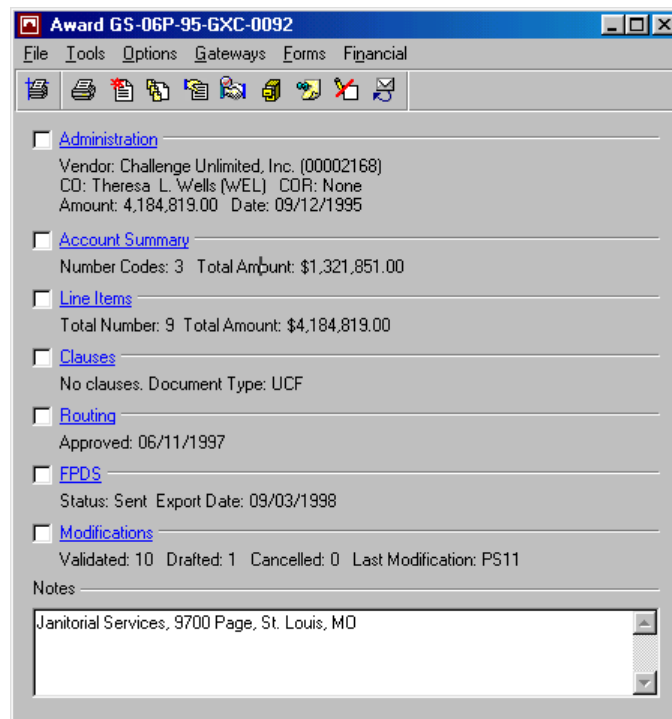 Award GS-06P-95-GXC-0092
File Tools Options Gateways Forms Financial
Administration
Vendor: Challenge Unlimited, Inc. (00002168)
CO: Theresa L. Wells (WEL) COR: None
Amount: 4,184,819.00 Date: 09/12/1995
Account Summary
Number Codes: 3 Total Amount: $1,321,851.00
Line Items
Total Number: 9 Total Amount: $4,184,819.00
Clauses
No clauses. Document Type: UCF
Routing
Approved: 06/11/1997
FPDS
Status: Sent Export Date: 09/03/1998
Modifications
Validated: 10 Drafted: 1 Cancelled: 0 Last Modification: PS11
Notes
Janitorial Services, 9700 Page, St. Louis, MO